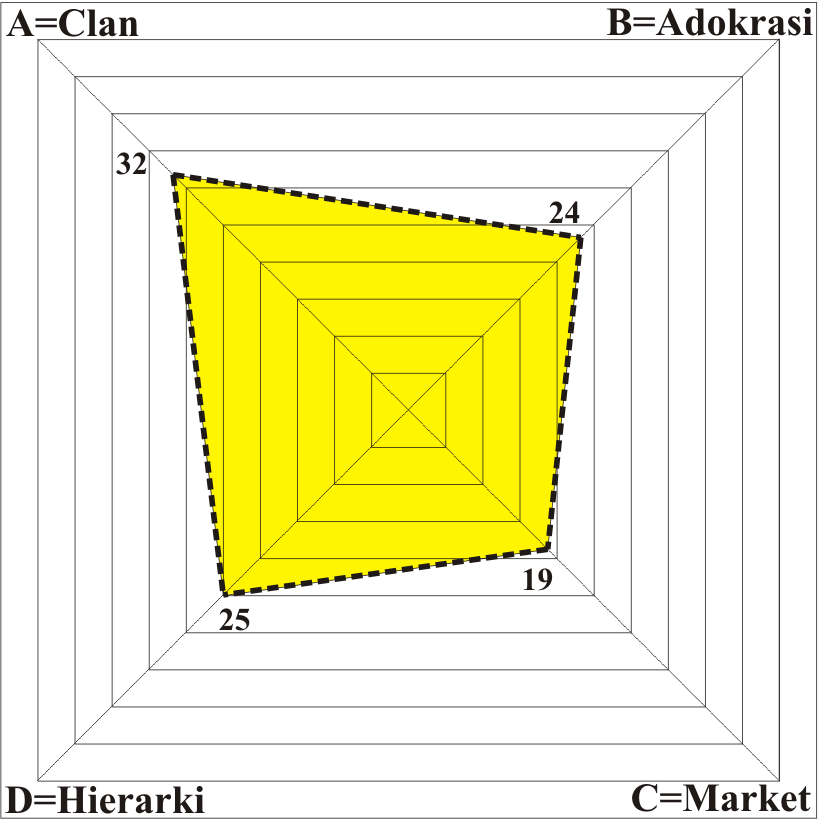 A=Clan
B=Adokrasi
32
24
19
25
D=Hierarki
C=Market